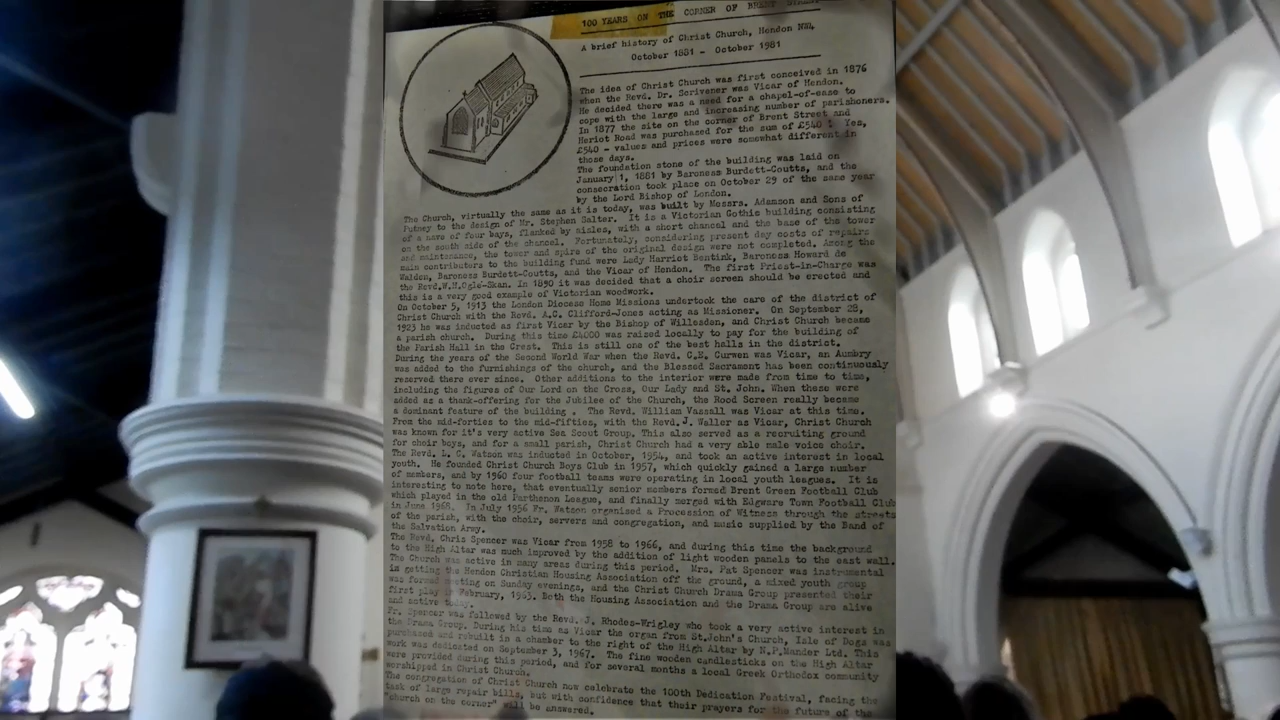 100 YEARS ON THE CORNER OF BRENT STREET
A brief history of Christ Church, Hendon NW4
October 1881 - October 1981
The idea of Christ Church was first conceived in 1876
when the Revd. Dr. Scrivener was Vicar of Hendon.
He decided there was a need for a chapel-of-ease to
cope with the large and increasing number of parishoners.
In 1877 the site on the corner of Brent Street and
Heriot Road was purchased for the sum of £540 ! Yes,
£540 - values and prices were somewhat different in
those days.
The foundation stone of the building was laid on
January 1, 1881 by Baroness Burdett-Coutts, and the
consecration took place on October 29 of the same year
by the Lord Bishop of London.
The Church, virtually the same as it is today, was built by Messrs. Adamson and Sons of
Putney to the design of Mr. Stephen Salter. It is a Victorian Gothic building consisting
of a nave of four bays, flanked by aisles, with a short chancel and the base of the tower
on the south side of the chancel. Fortunately, considering present day costs of repairs
and maintenance, the tower and spire of the original design were not completed. Among the
main contributors to the building fund were Lady Harriet Bentink, Baroness Howard de
Walden, Baroness Burdett-Coutts, and the Vicar of Hendon. The first Priest-in-Charge was
the Revd.W.N.Ogle-Skan. In 1890 it was decided that a choir screen should be erected and
this is a very good example of Victorian woodwork.
On October 5, 1913 the London Diocese Home Missions undertook the care of the district of
Christ Church with the Revd. A.C. Clifford-Jones acting as Missioner. On September 28,
1923 he was inducted as first Vicar by the Bishop of Willesden, and Christ Church became
a parish church. During this time £4000 was raised locally to pay for the building of
the Parish Hall in the Crest. This is still one of the best halls in the district.
During the years of the Second World War when the Revd. C.E. Curwen was Vicar, an Aumbry
was added to the furnishings of the church, and the Blessed Sacrament has been continuously
reserved there ever since. Other additions to the interior were made from time to time,
including the figures of Our Lord on the Cross, Our Lady and St. John. When these were
added as a thank-offering for the Jubilee of the Church, the Rood Screen really became
a dominant feature of the building . The Revd. William Vassall was Vicar at this time.
From the mid-forties to the mid-fifties, with the Revd. J. Waller as Vicar, Christ Church
was known for it's very active Sea Scout Group. This also served as a recruiting ground
for choir boys, and for a small parish, Christ Church had a very able male voice choir.
The Revd. L. G. Watson was inducted in October, 1954, and took an active interest in local
youth. He founded Christ Church Boys Club in 1957, which quickly gained a large number
of members, and by 1960 four football teams were operating in local youth leagues. It is
interesting to note here, that eventually senior members formed Brent Green Football Club
which played in the old Parthenon League, and finally merged with Edgware Town Football Club
in June 1968. In July 1956 Fr. Watson organised a Procession of Witness through the streets
of the parish, with the choir, servers and congregation, and music supplied by the Band of
the Salvation Army.
The Revd. Chris Spencer was Vicar from 1958 to 1966, and during this time the background
to the High Altar was much improved by the addition of light wooden panels to the east wall.
The Church was active in many areas during this period. Mrs. Pat Spencer was instrumental
in getting the Hendon Christian Housing Association off the ground, a mixed youth group
was formed meeting on Sunday evenings, and the Christ Church Drama Group presented their
first play in February, 1963. Both the Housing Association and the Drama Group are alive
and active today.
Fr. Spencer was followed by the Revd. J. Rhodes-Wrigley who took a very active interest in
the Drama Group. During his time as Vicar the organ from St.John's Church, Isle of Dogs was
purchased and rebuilt in a chamber to the right of the High Altar by N.P.Mander Ltd. This
work was dedicated on September 3, 1967. The fine wooden candlesticks on the High Altar
were provided during this period, and for several months a local Greek Orthodox community
worshipped in Christ Church.
The congregation of Christ Church now celebrate the 100th Dedication Festival, facing the
task of large repair bills, but with confidence that their prayers for the future of the
"church on the corner" will be answered.